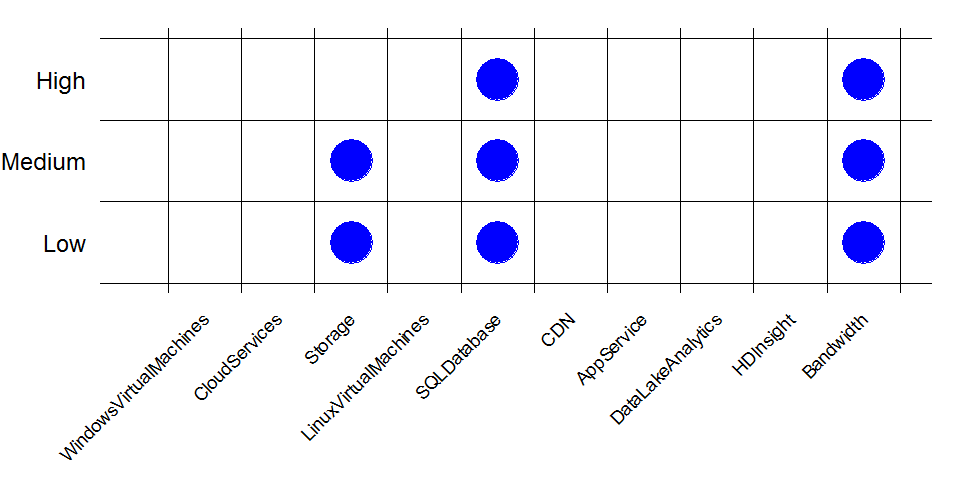 High
Medium
Low
WindowsVirtualMachines
CloudServices
Storage
LinuxVirtualMachines
SQLDatabase
CDN
AppService
DataLakeAnalytics
HDInsight
Bandwidth